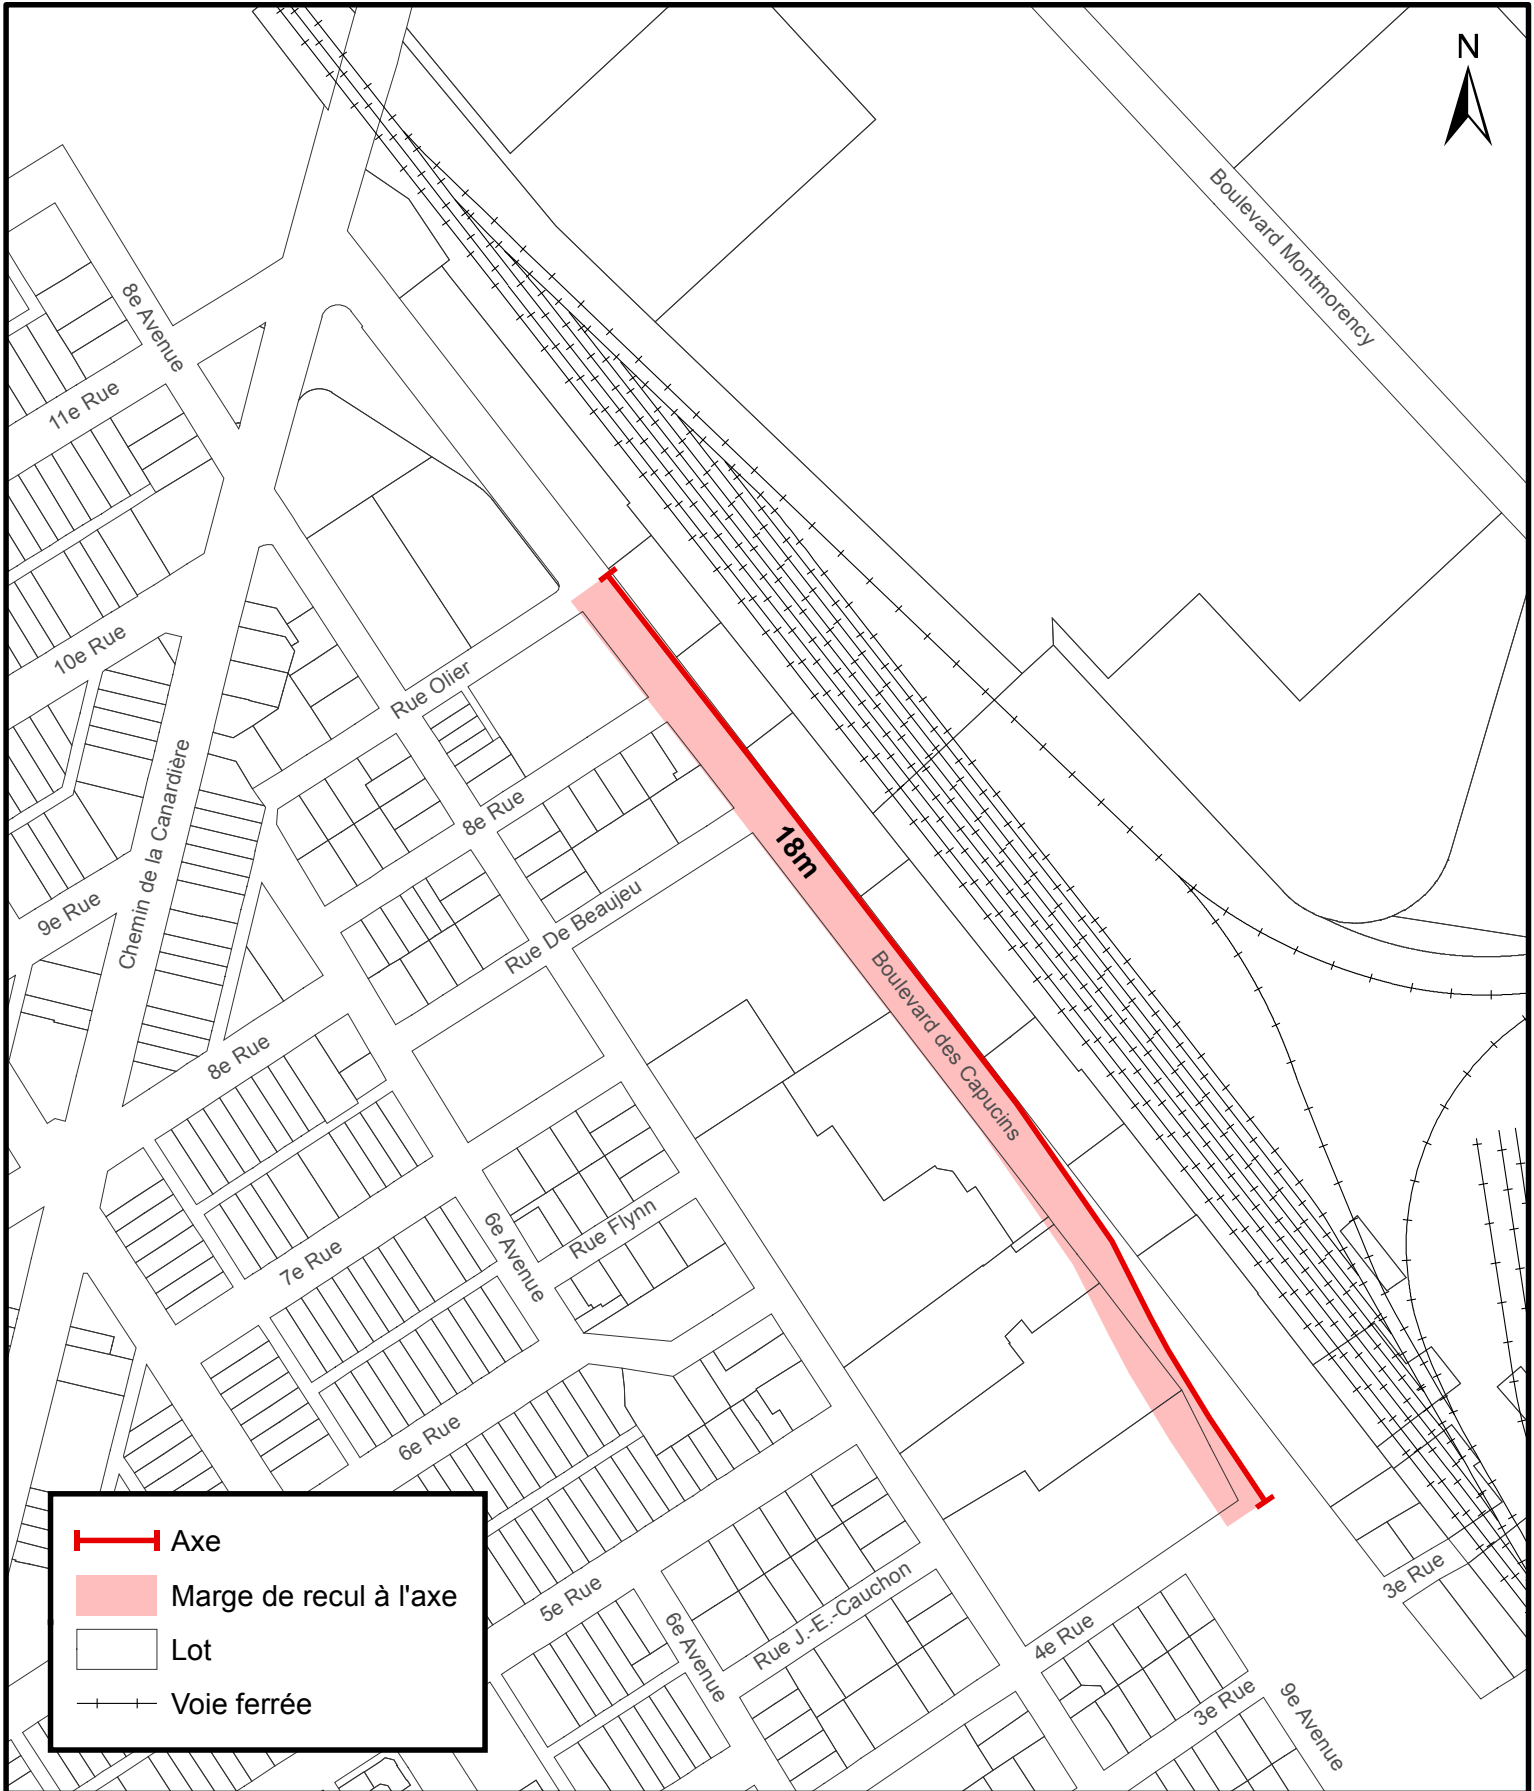 N
Boulevard Montmorency
8e Avenue
11e Rue
10e Rue
Rue Olier
Chemin de la Canardière
8e Rue
18m
9e Rue
Rue De Beaujeu
Boulevard des Capucins
8e Rue
7e Rue
6e Avenue
Rue Flynn
6e Rue
Axe
Marge de recul à l'axe
Lot
Voie ferrée
5e Rue
6e Avenue
Rue J.-E.-Cauchon
4e Rue
3e Rue
3e Rue
9e Avenue